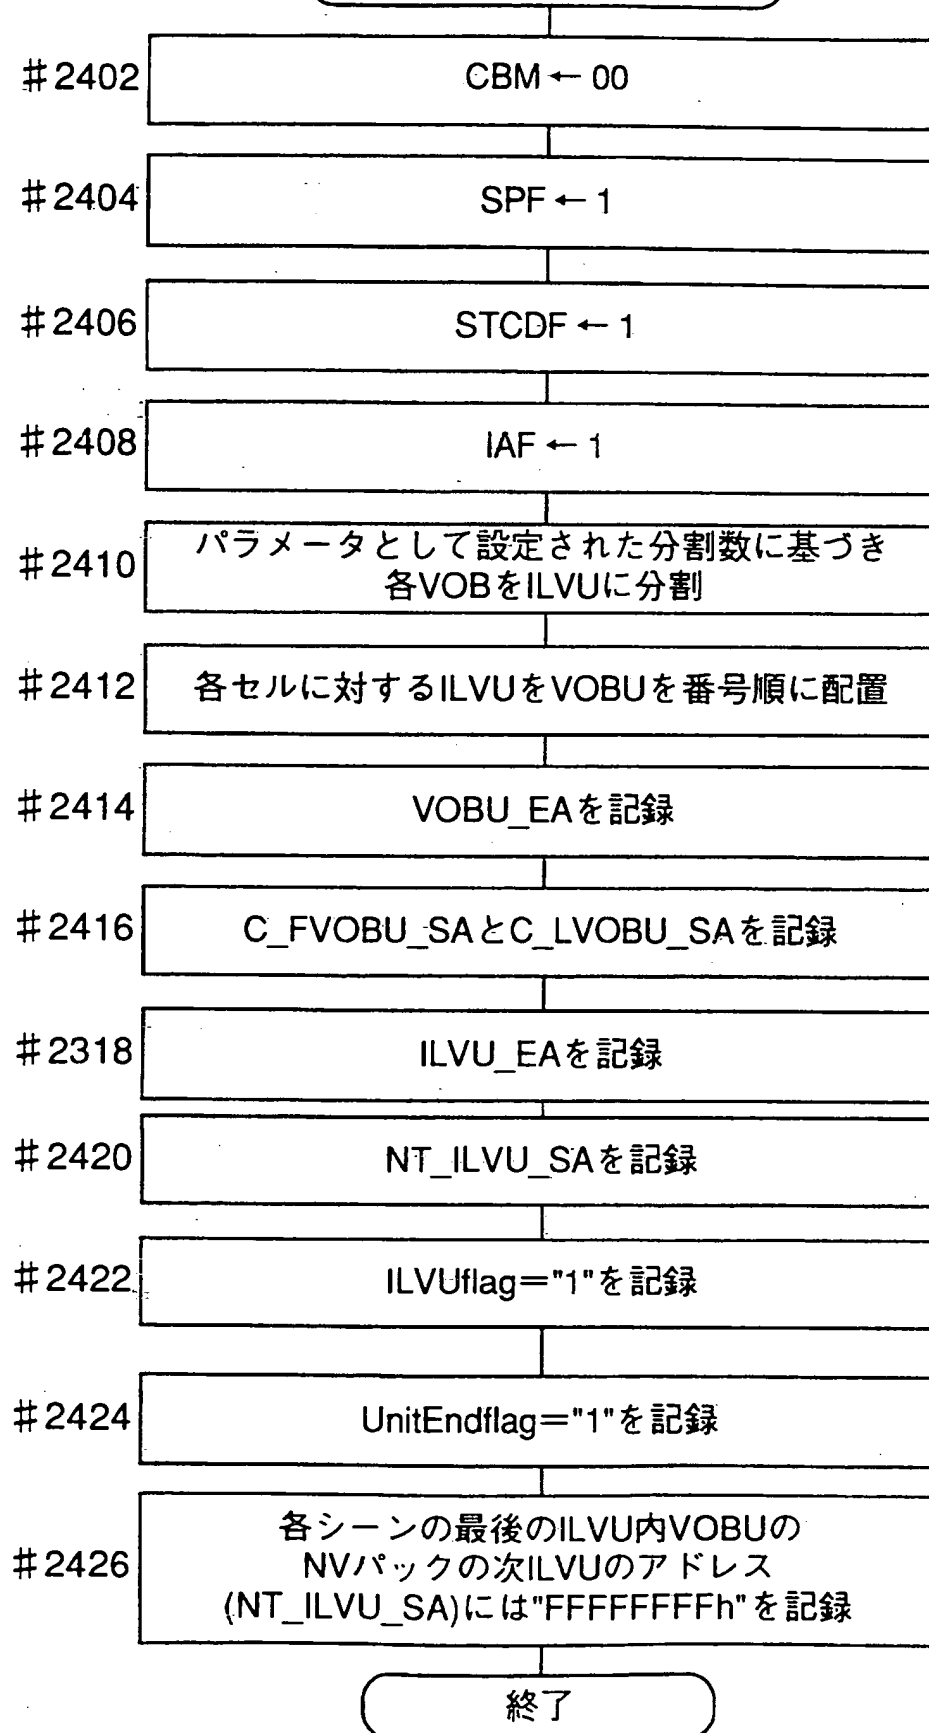 #2402 CBM ← 00
#2404 SPF ← 1
#2406 STCDF ← 1
#2408 IAF ← 1
#2410 パラメータとして設定された分割数に基づき
各VOBをILVUに分割
#2412 各セルに対するILVUをVOBUを番号順に配置
#2414 VOBU_EAを記録
#2416 C_FVOBU_SAとC_LVOBU_SAを記録
#2318 ILVU_EAを記録
#2420 NT_ILVU_SAを記録
#2422 ILVUflag="1"を記録
#2424 UnitEndflag="1"を記録
#2426 各シーンの最後のILVU内VOBUの
NVパックの次ILVUのアドレス
(NT_ILVU_SA)には"FFFFFFFFh"を記録
終了